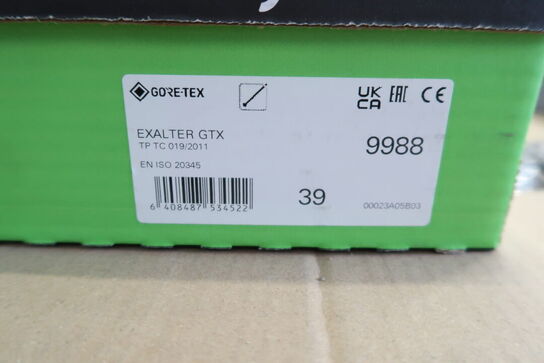 GORE-TEX
UK CA EAC CE
EXALTER GTX
TP TC 019/2011
9988
EN ISO 20345
6 408487 534522
39
00023A05B03